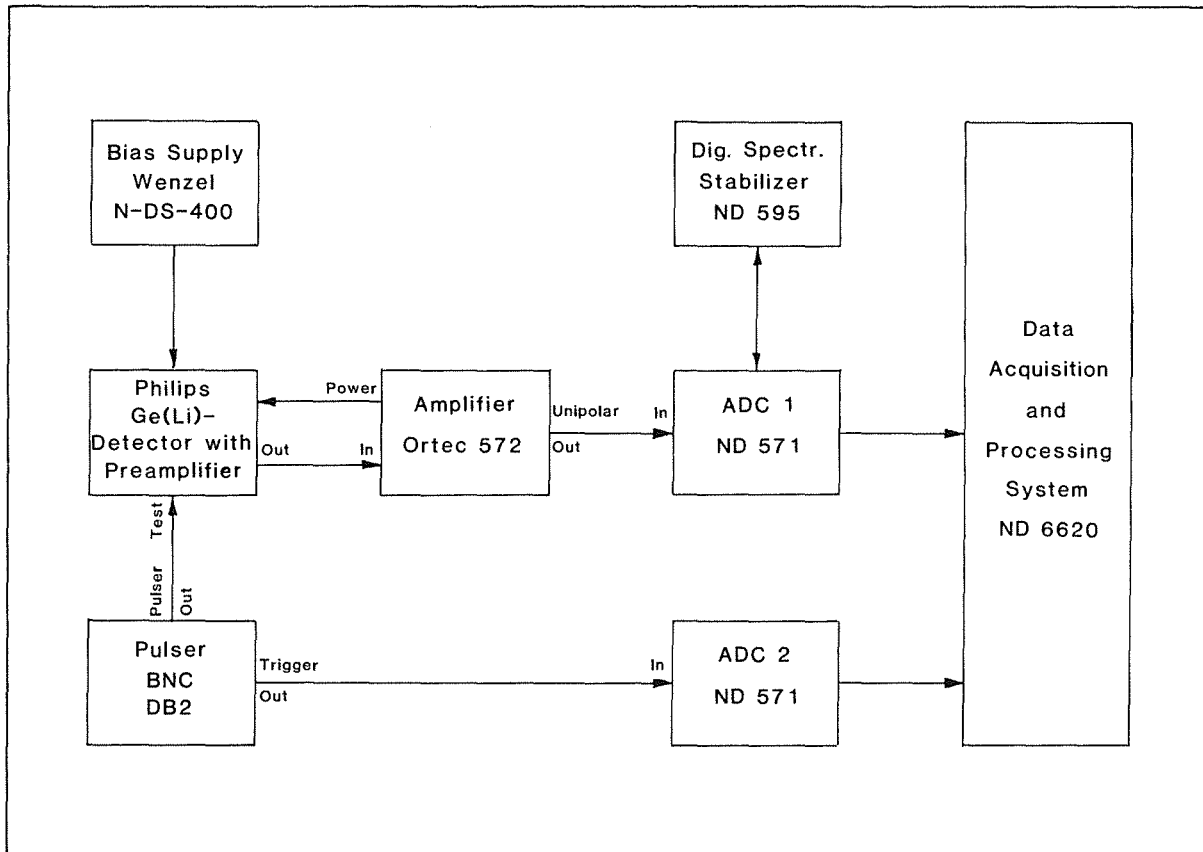 Bias Supply
Wenzel
N-DS-400
Dig. Spectr.
Stabilizer
ND 595
Philips
Ge(Li)-
Detector with
Preamplifier
Power
Out
In
Amplifier
Ortec 572
Unipolar
Out
In
ADC 1
ND 571
Data
Acquisition
and
Processing
System
ND 6620
Pulser
Out
Test
Pulser
BNC
DB2
Trigger
Out
In
ADC 2
ND 571